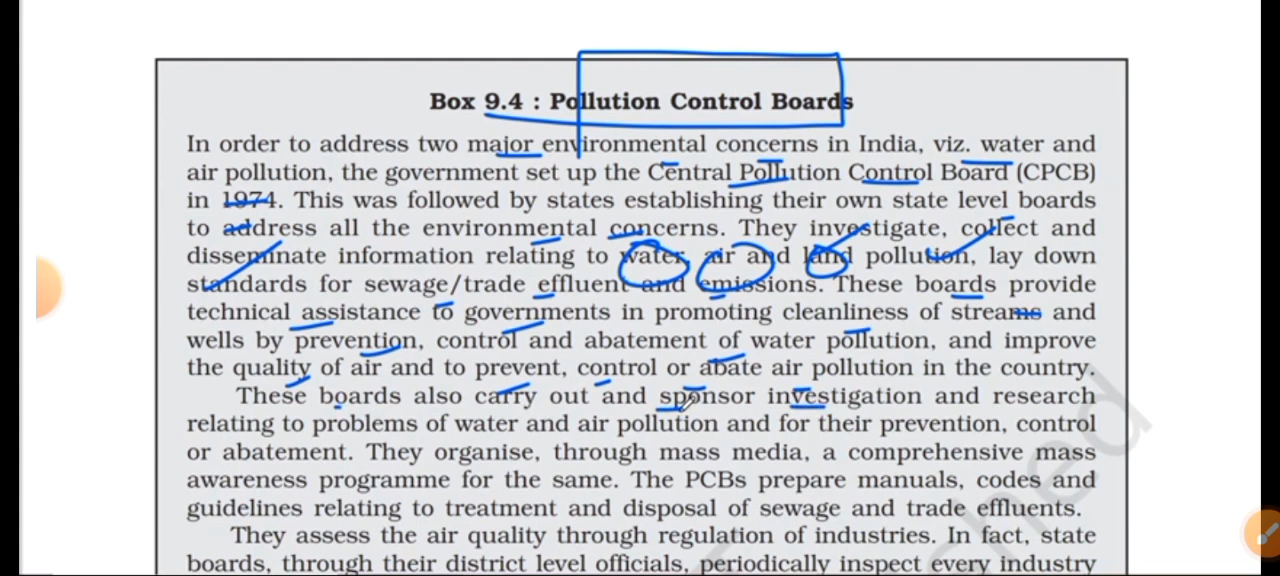 Box 9.4 : Pollution Control Boards
In order to address two major environmental concerns in India, viz. water and
air pollution, the government set up the Central Pollution Control Board (CPCB)
in 1974. This was followed by states establishing their own state level boards
to address all the environmental concerns. They investigate, collect and
disseminate information relating to water, air and land pollution, lay down
standards for sewage/trade effluent and emissions. These boards provide
technical assistance to governments in promoting cleanliness of streams and
wells by prevention, control and abatement of water pollution, and improve
the quality of air and to prevent, control or abate air pollution in the country.
These boards also carry out and sponsor investigation and research
relating to problems of water and air pollution and for their prevention, control
or abatement. They organise, through mass media, a comprehensive mass
awareness programme for the same. The PCBs prepare manuals, codes and
guidelines relating to treatment and disposal of sewage and trade effluents.
They assess the air quality through regulation of industries. In fact, state
boards, through their district level officials, periodically inspect every industry